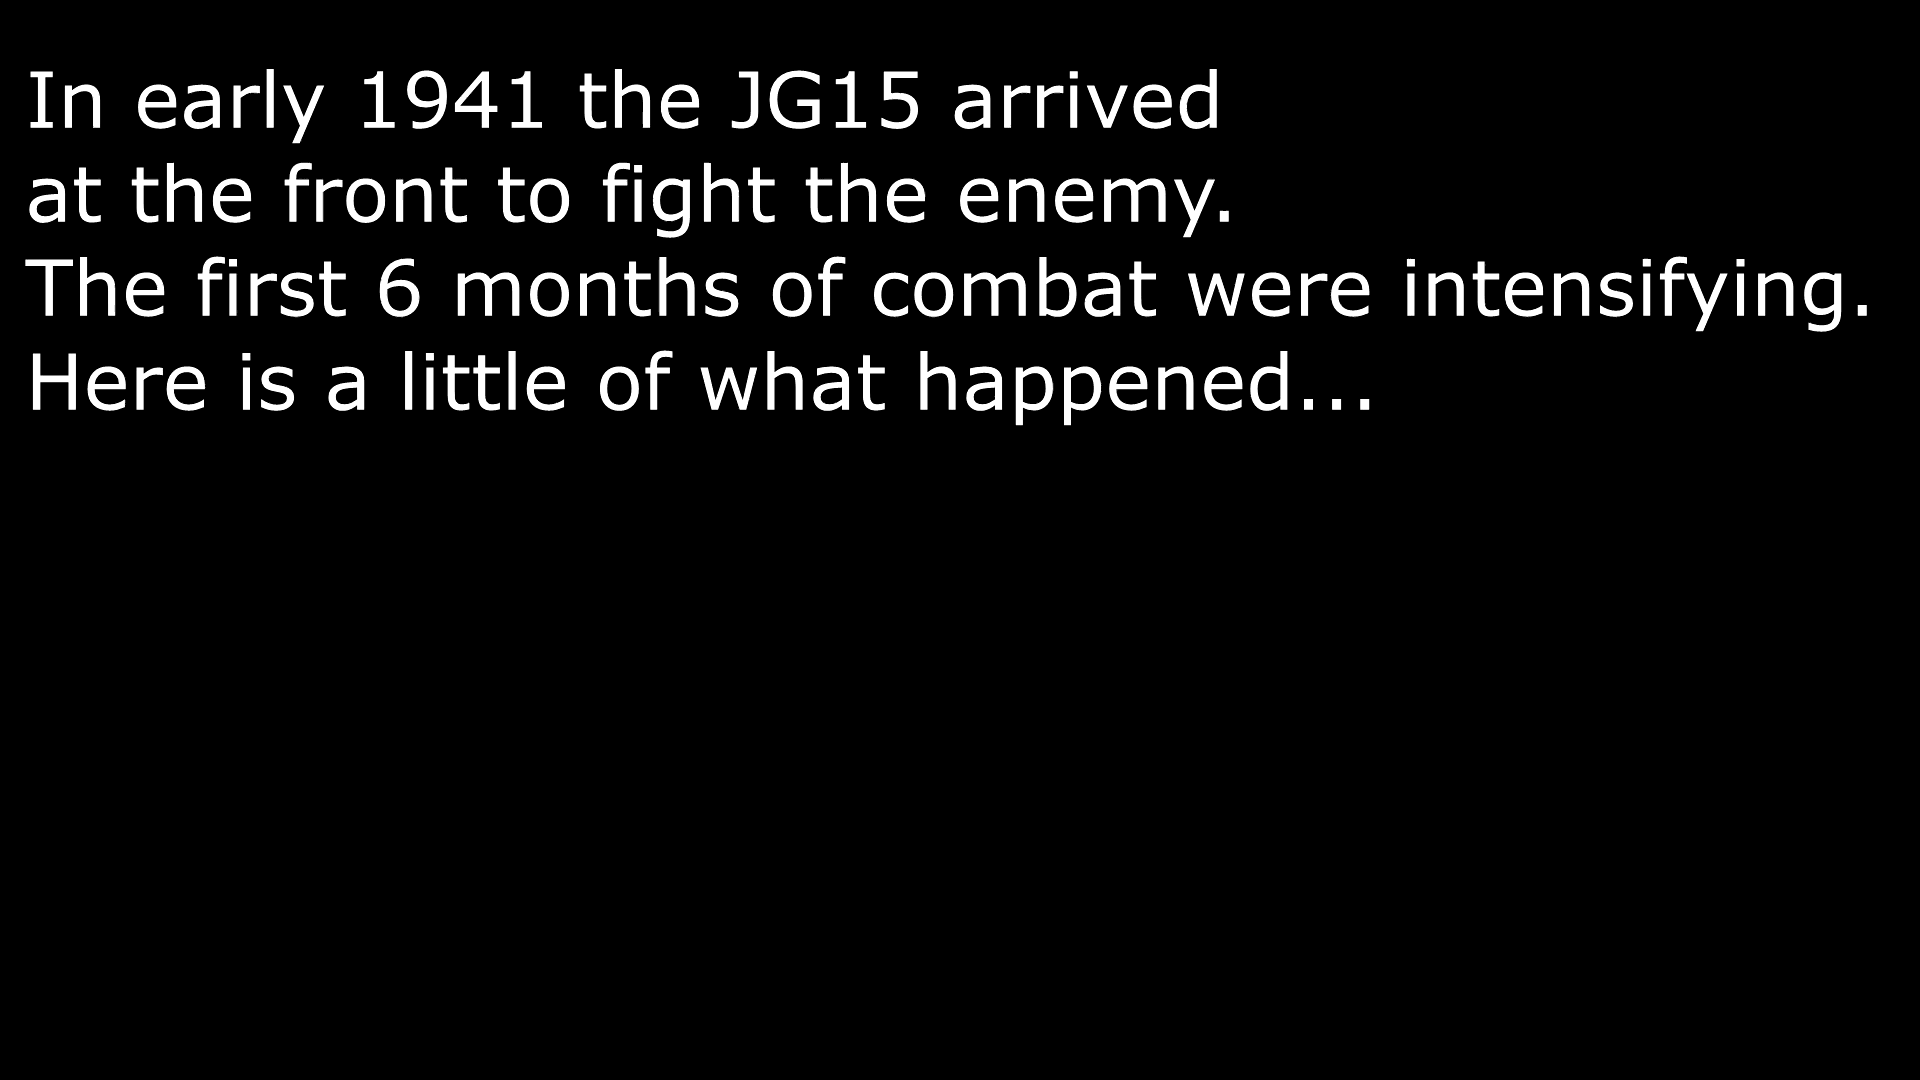 In early 1941 the JG15 arrived
at the front to fight the enemy.
The first 6 months of combat were intensifying.
Here is a little of what happened...